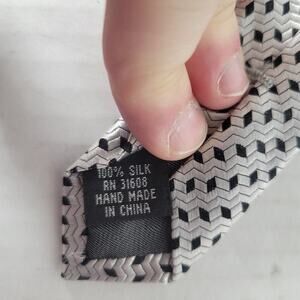 100% SILK
RN 31608
HAND MADE
IN CHINA